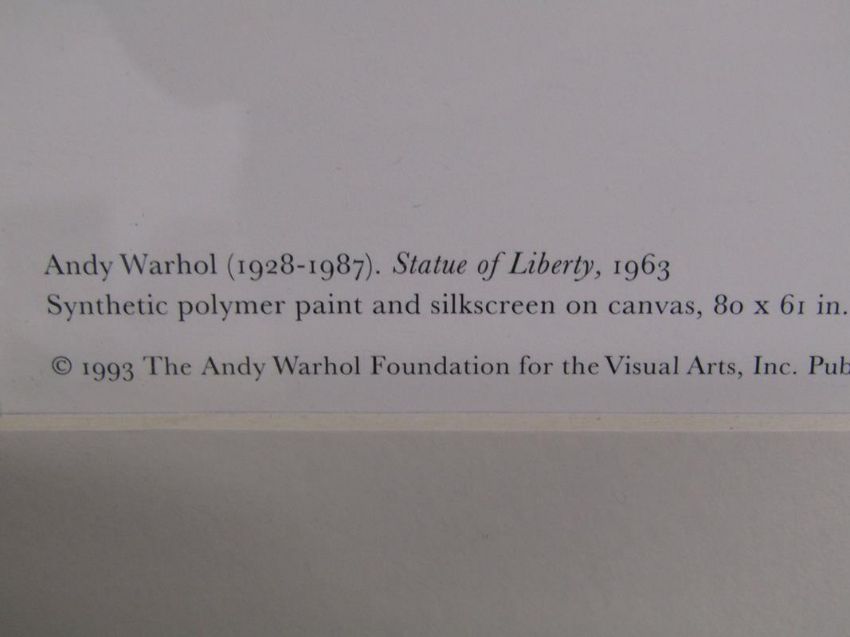 Andy Warhol (1928-1987). Statue of Liberty, 1963
Synthetic polymer paint and silkscreen on canvas, 80 x 61 in.
© 1993 The Andy Warhol Foundation for the Visual Arts, Inc. Pub